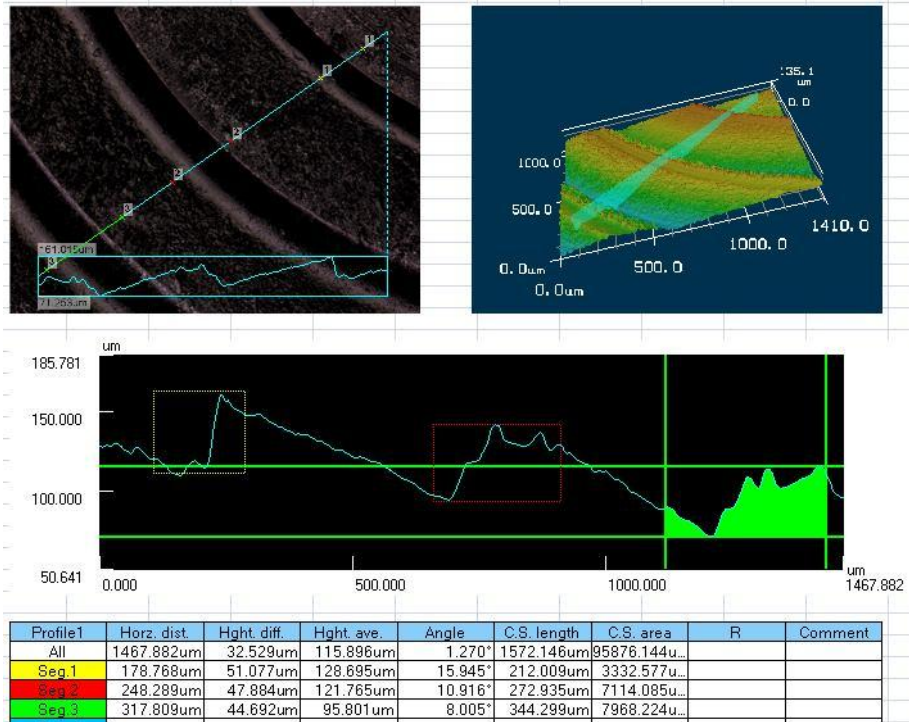 1
1
2
2
3
161.015um
3
71.253um
135.1
um
0.0
1000.0
500.0
0.0um
0.0um
500.0
1000.0
1410.0
um
185.781
150.000
100.000
50.641
0.000
500.000
1000.000
um
1467.882
Profile1 Horz. dist. Hght. diff. Hght. ave. Angle C.S. length C.S. area R Comment
All 1467.882um 32.529um 115.896um 1.270° 1572.146um 95876.144u...
Seg.1 178.768um 51.077um 128.695um 15.945° 212.009um 3332.577u...
Seg.2 248.289um 47.884um 121.765um 10.916° 272.935um 7114.085u...
Seg.3 317.809um 44.692um 95.801um 8.005° 344.299um 7968.224u...